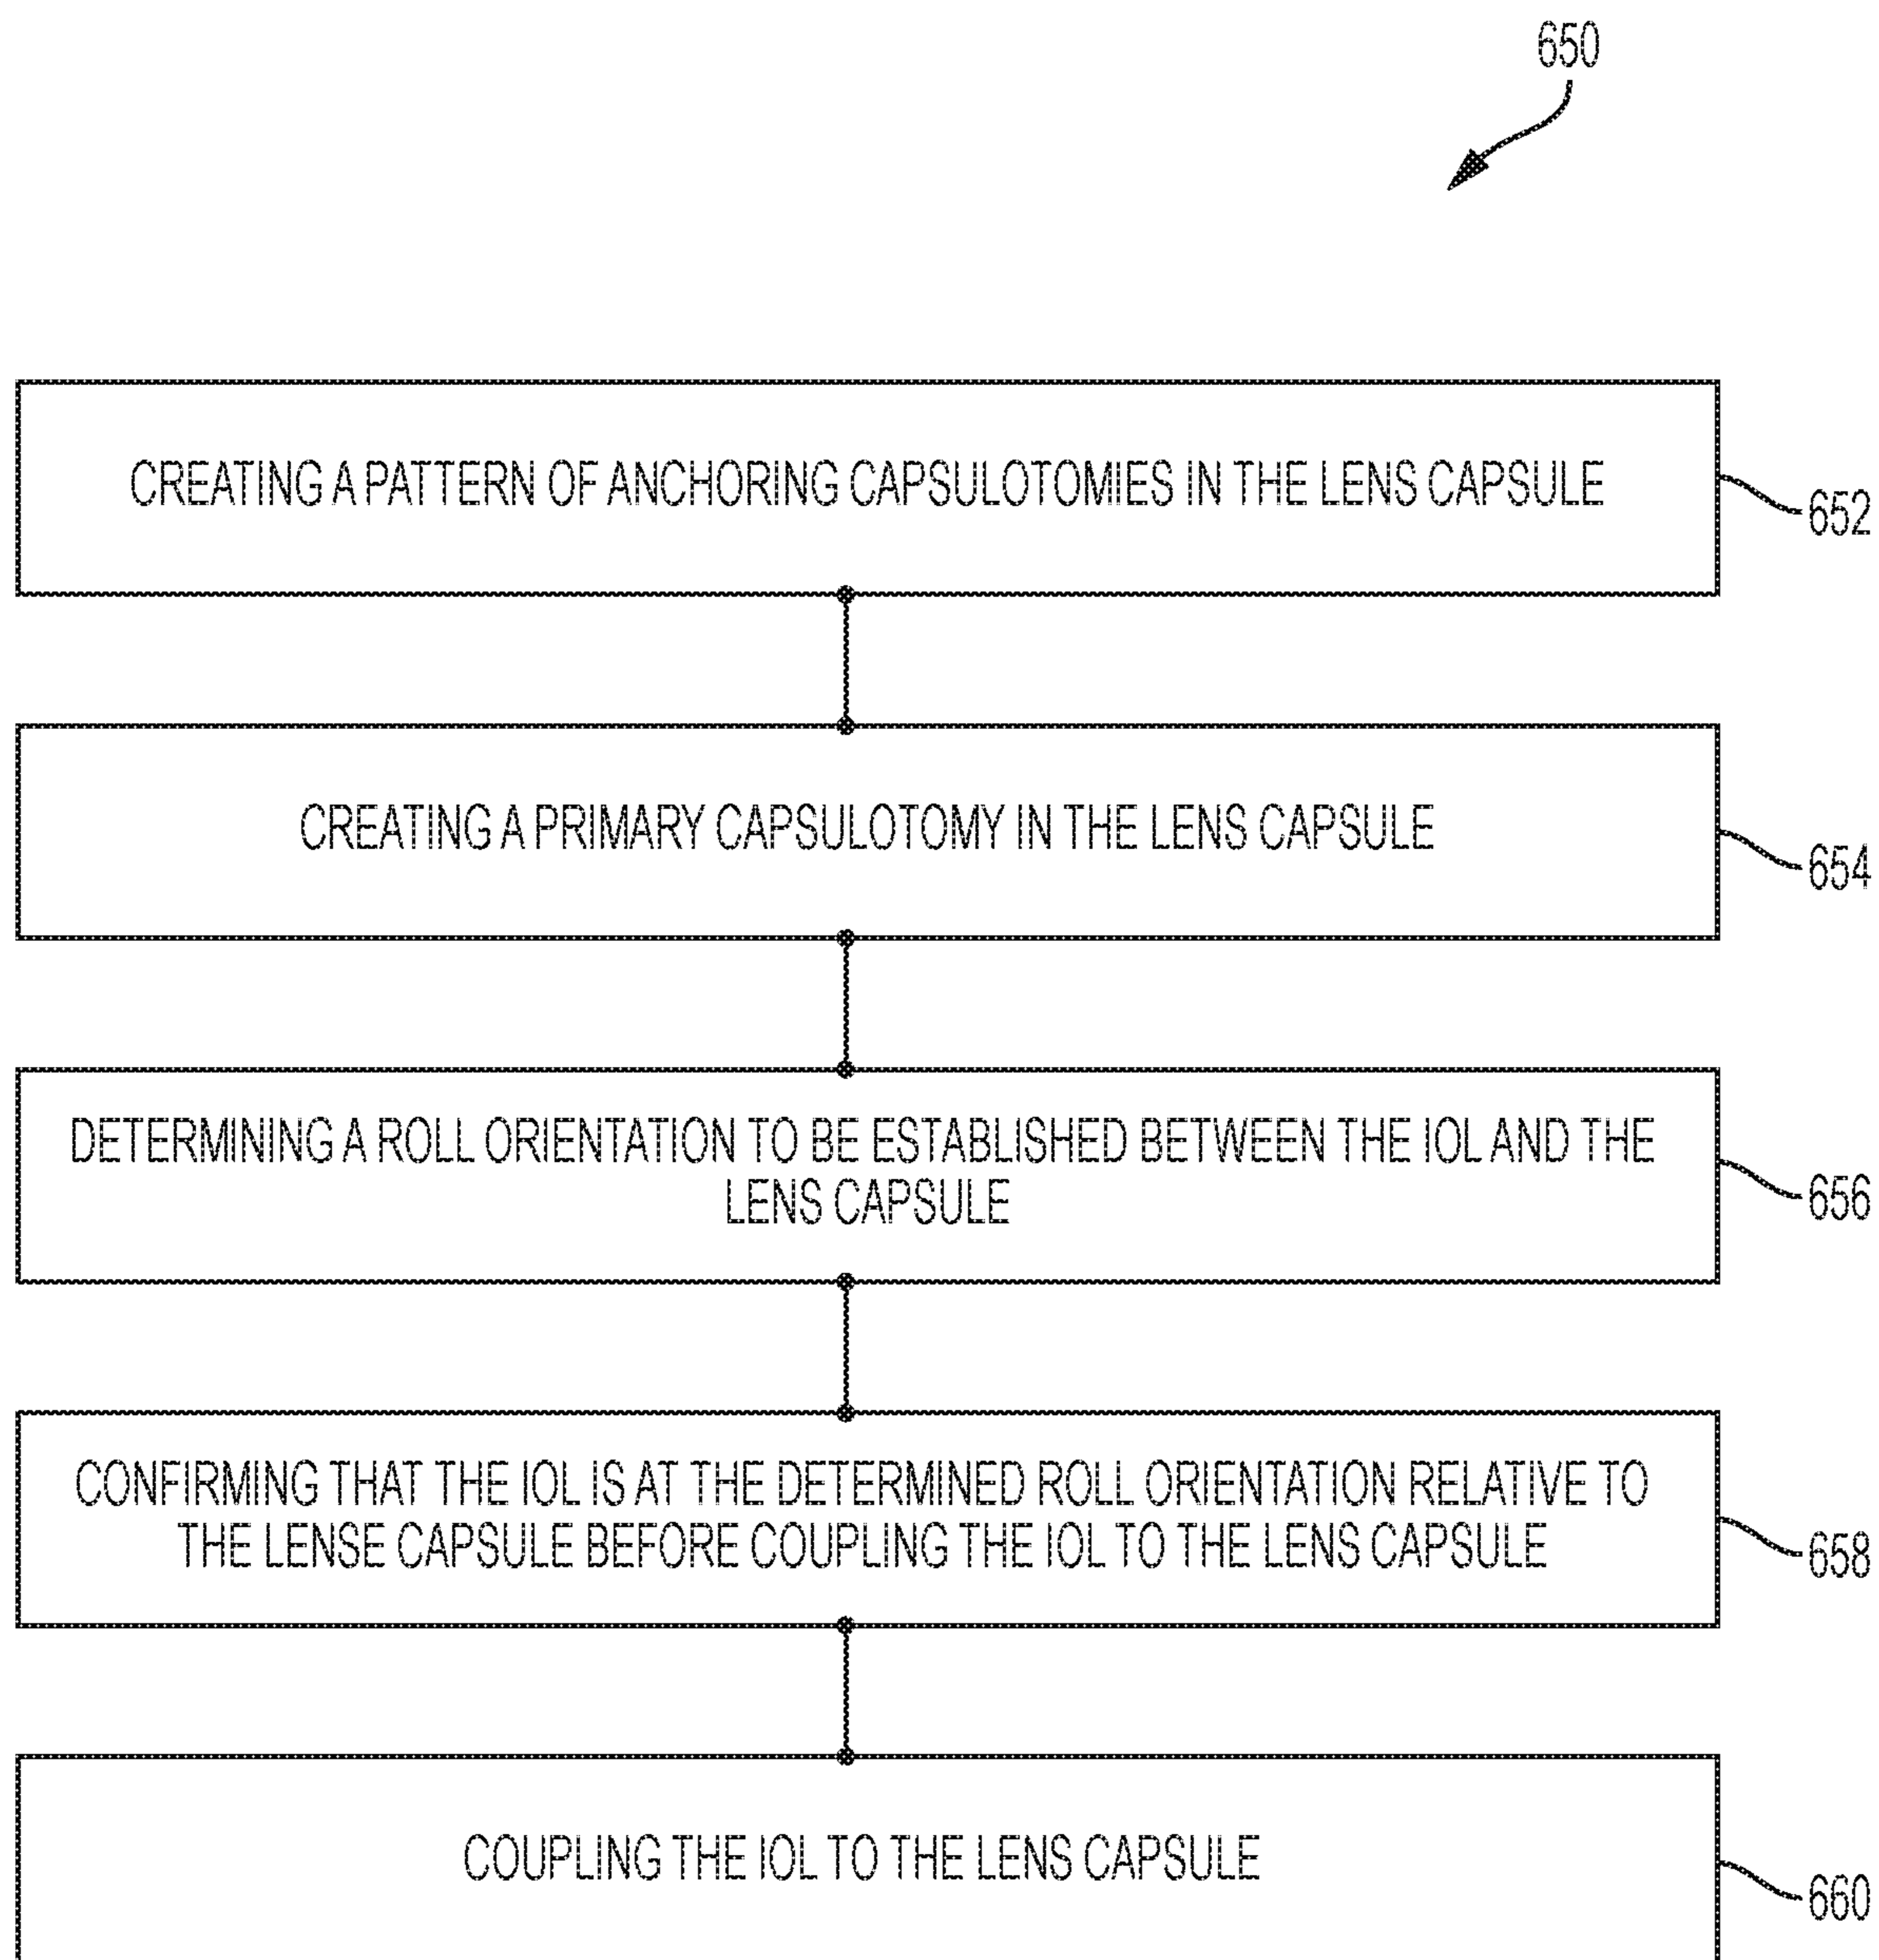 650
CREATING A PATTERN OF ANCHORING CAPSULOTOMIES IN THE LENS CAPSULE
652
CREATING A PRIMARY CAPSULOTOMY IN THE LENS CAPSULE
654
DETERMINING A ROLL ORIENTATION TO BE ESTABLISHED BETWEEN THE IOL AND THE
LENS CAPSULE
656
CONFIRMING THAT THE IOL IS AT THE DETERMINED ROLL ORIENTATION RELATIVE TO
THE LENSE CAPSULE BEFORE COUPLING THE IOL TO THE LENS CAPSULE
658
COUPLING THE IOL TO THE LENS CAPSULE
660